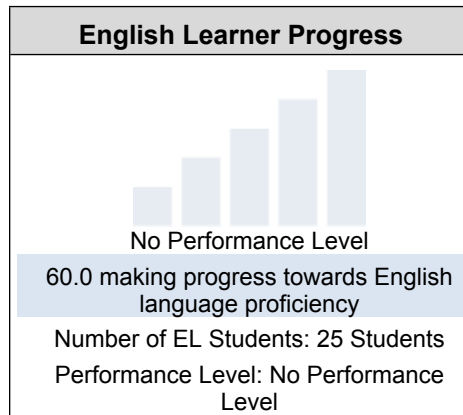 English Learner Progress
No Performance Level
60.0 making progress towards English
language proficiency
Number of EL Students: 25 Students
Performance Level: No Performance
Level